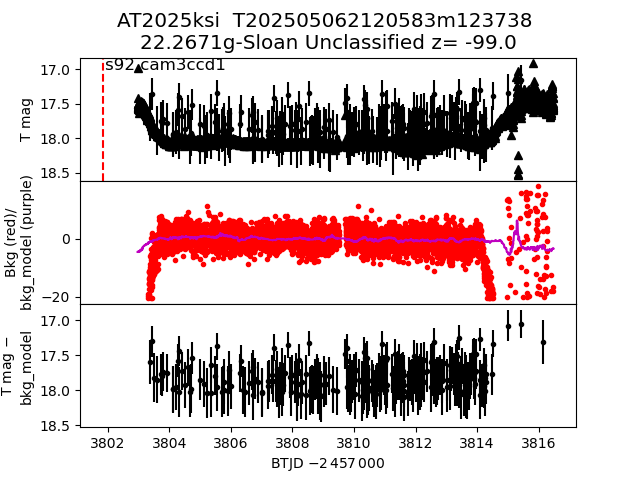 AT2025ksi  T202505062120583m123738
22.2671g-Sloan Unclassified z= -99.0
s92 cam3ccd1
17.0
17.5
18.0
18.5
T mag
0
−20
Bkg (red)/
bkg_model (purple)
17.0
17.5
18.0
18.5
T mag −
bkg_model
3802 3804 3806 3808 3810 3812 3814 3816
BTJD −2 457 000